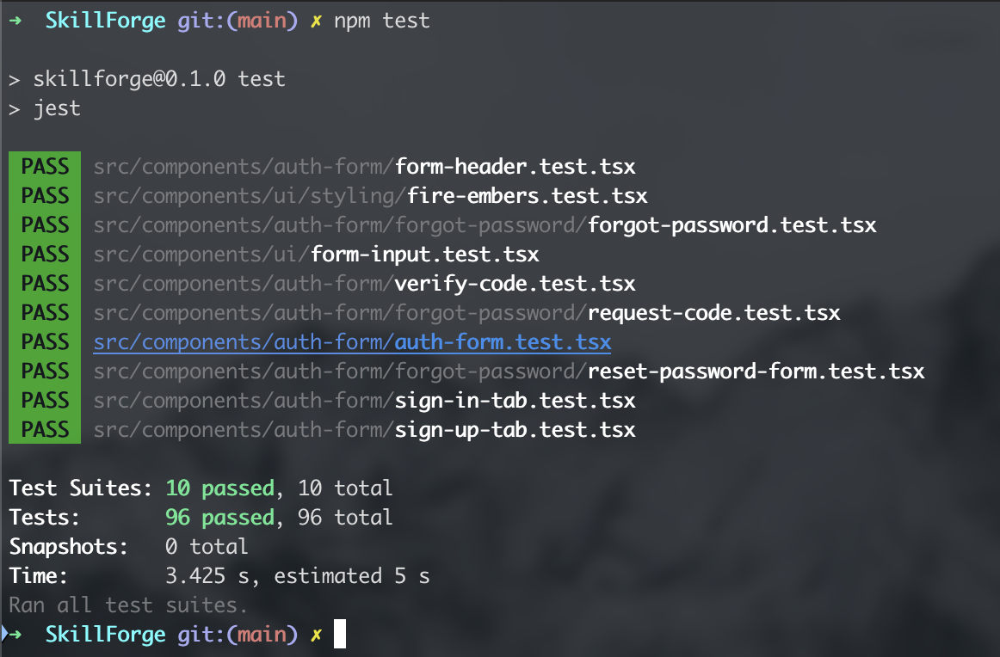 ➜  SkillForge git:(main) ✗ npm test
> skillforge@0.1.0 test
> jest
PASS src/components/auth-form/form-header.test.tsx
PASS src/components/ui/styling/fire-embers.test.tsx
PASS src/components/auth-form/forgot-password/forgot-password.test.tsx
PASS src/components/ui/form-input.test.tsx
PASS src/components/auth-form/verify-code.test.tsx
PASS src/components/auth-form/forgot-password/request-code.test.tsx
PASS src/components/auth-form/auth-form.test.tsx
PASS src/components/auth-form/forgot-password/reset-password-form.test.tsx
PASS src/components/auth-form/sign-in-tab.test.tsx
PASS src/components/auth-form/sign-up-tab.test.tsx
Test Suites: 10 passed, 10 total
Tests:       96 passed, 96 total
Snapshots:   0 total
Time:        3.425 s, estimated 5 s
Ran all test suites.
➜  SkillForge git:(main) ✗